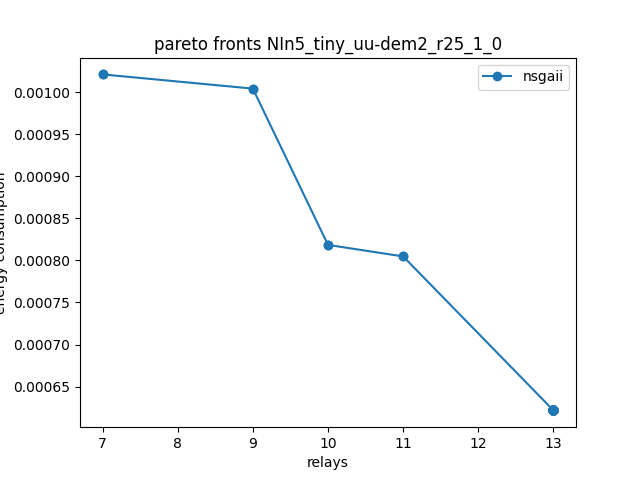 pareto fronts NIn5_tiny_uu-dem2_r25_1_0
nsgaii
0.00100
0.00095
0.00090
0.00085
0.00080
0.00075
0.00070
0.00065
energy consumption
7 8 9 10 11 12 13
relays